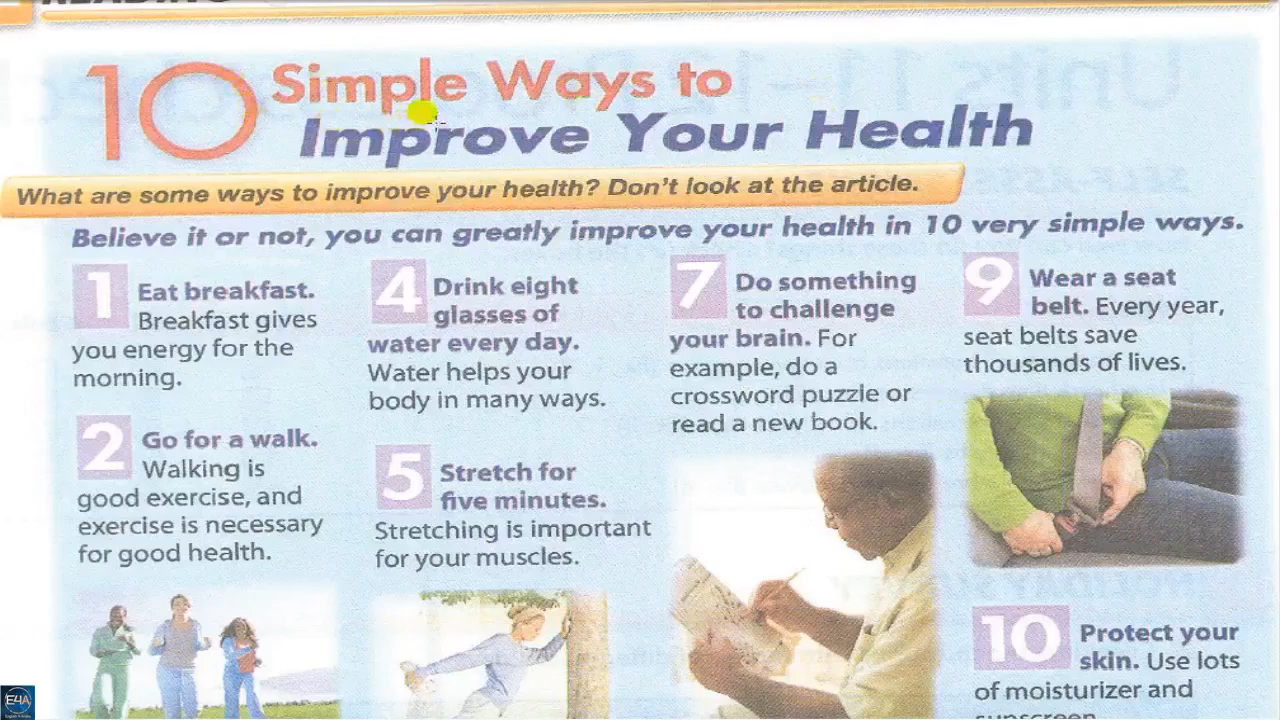 READING
10 Simple Ways to
Improve Your Health
What are some ways to improve your health? Don't look at the article.
Believe it or not, you can greatly improve your health in 10 very simple ways.
1 Eat breakfast.
Breakfast gives
you energy for the
morning.
2 Go for a walk.
Walking is
good exercise, and
exercise is necessary
for good health.
4 Drink eight
glasses of
water every day.
Water helps your
body in many ways.
5 Stretch for
five minutes.
Stretching is important
for your muscles.
7 Do something
to challenge
your brain. For
example, do a
crossword puzzle or
read a new book.
9 Wear a seat
belt. Every year,
seat belts save
thousands of lives.
10 Protect your
skin. Use lots
of moisturizer and
sunscreen.
E4A